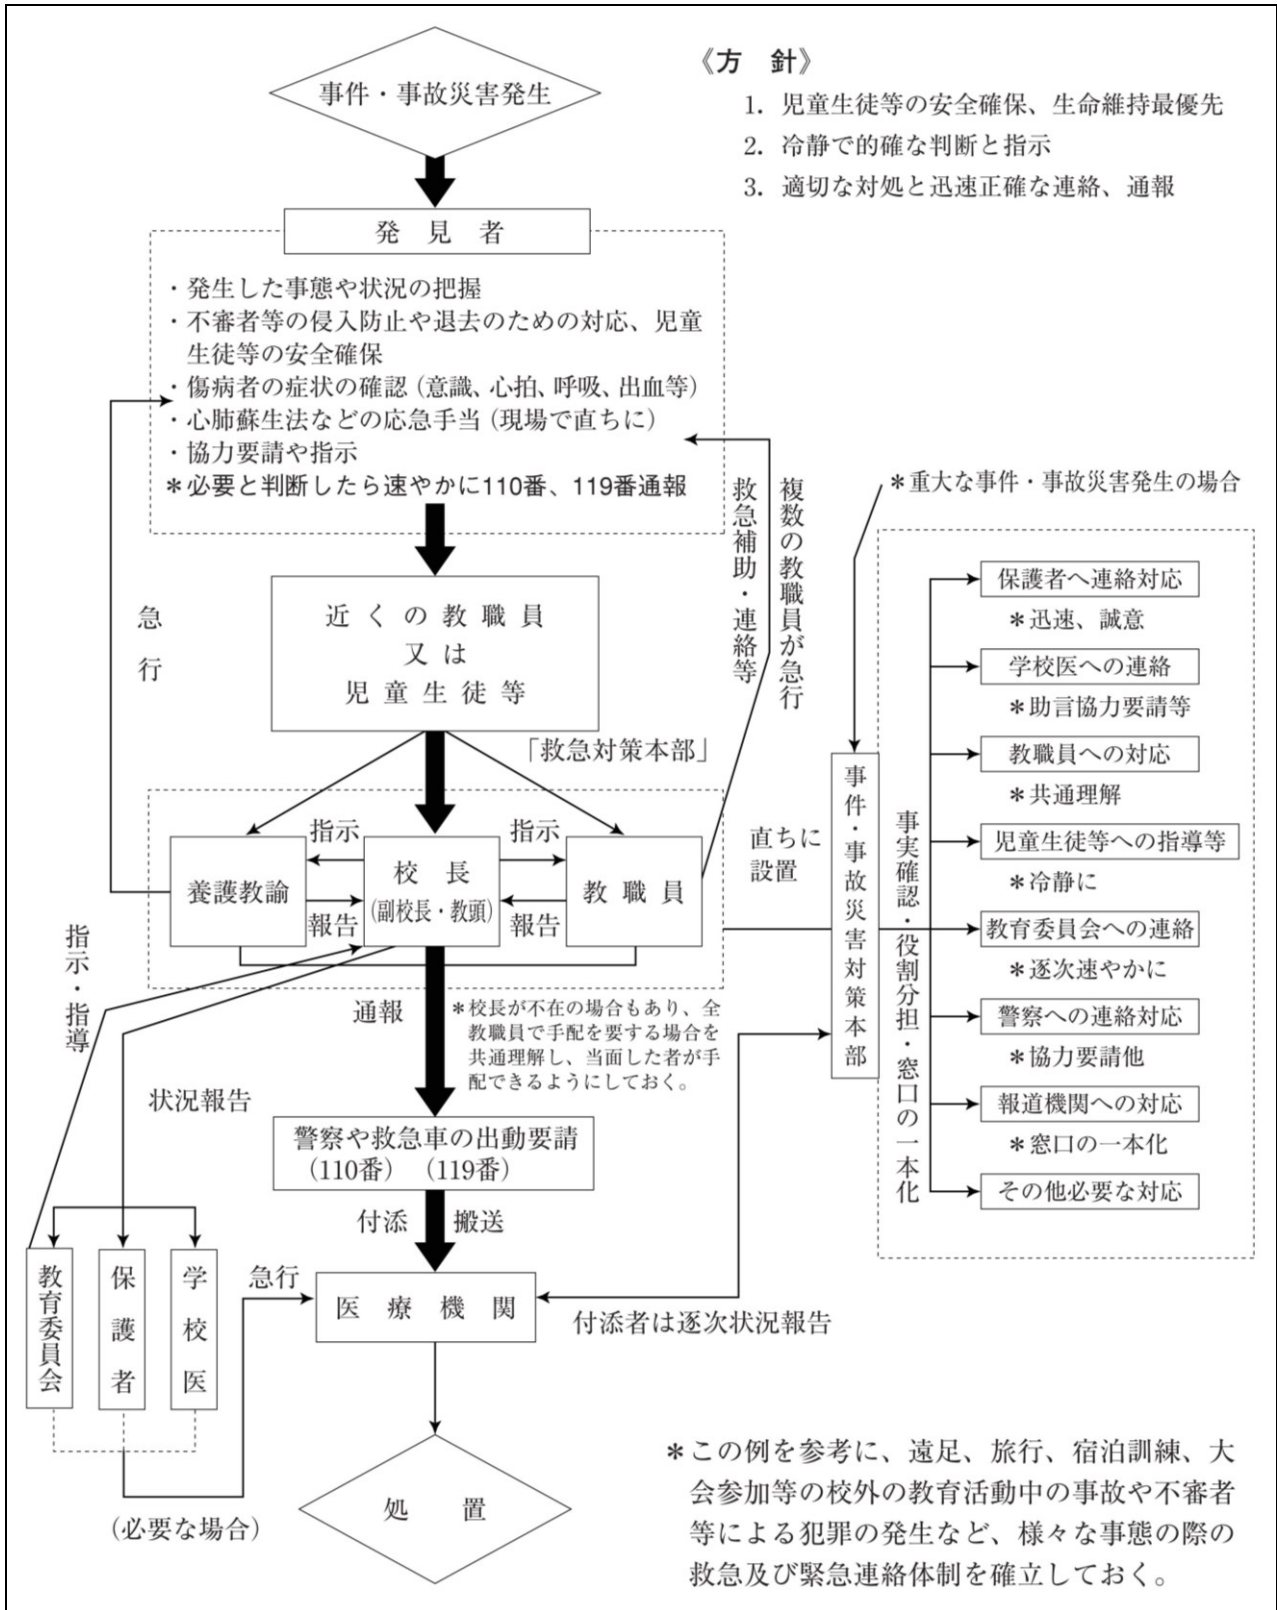 事件・事故災害発生
《方　針》
1．児童生徒等の安全確保、生命維持最優先
2．冷静で的確な判断と指示
3．適切な対処と迅速正確な連絡、通報
発　見　者
・発生した事態や状況の把握
・不審者等の侵入防止や退去のための対応、児童
生徒等の安全確保
・傷病者の症状の確認（意識、心拍、呼吸、出血等）
・心肺蘇生法などの応急手当（現場で直ちに）
・協力要請や指示
＊必要と判断したら速やかに110番、119番通報
急行
近くの教職員
又は
児童生徒等
救急補助・連絡等
複数の教職員が急行
「救急対策本部」
養護教諭
指示
報告
校　長
（副校長・教頭）
指示
報告
教職員
指示・指導
状況報告
通報
＊校長が不在の場合もあり、全
教職員で手配を要する場合を
共通理解し、当面した者が手
配できるようにしておく。
警察や救急車の出動要請
（110番）　（119番）
付添　搬送
教育委員会
保護者
学校医
（必要な場合）
急行
医療機関
付添者は逐次状況報告
処　置
＊重大な事件・事故災害発生の場合
直ちに
設置
事件・事故災害対策本部
事実確認・役割分担・窓口の一本化
保護者へ連絡対応
＊迅速、誠意
学校医への連絡
＊助言協力要請等
教職員への対応
＊共通理解
児童生徒等への指導等
＊冷静に
教育委員会への連絡
＊逐次速やかに
警察への連絡対応
＊協力要請他
報道機関への対応
＊窓口の一本化
その他必要な対応
＊この例を参考に、遠足、旅行、宿泊訓練、大
会参加等の校外の教育活動中の事故や不審者
等による犯罪の発生など、様々な事態の際の
救急及び緊急連絡体制を確立しておく。